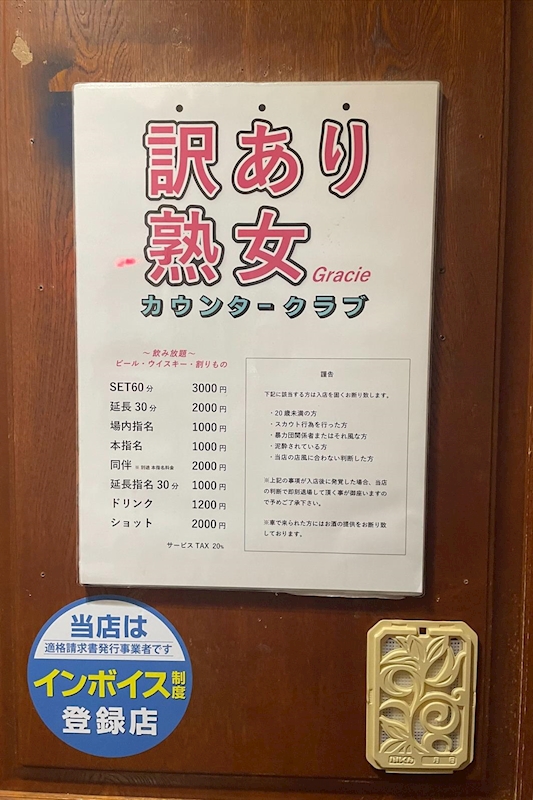 訳あり
熟女
Gracie
カウンタークラブ
～飲み放題～
ビール・ウイスキー・割りもの
SET60分 3000円
延長30分 2000円
場内指名 1000円
本指名 1000円
同伴 ※別途 本指名料金 2000円
延長指名30分 1000円
ドリンク 1200円
ショット 2000円
サービスTAX 20%
謹告
下記に該当する方は入店を固くお断り致します。
・20歳未満の方
・スカウト行為を行った方
・暴力団関係者またはそれ風な方
・泥酔されている方
・当店の店風に合わない判断した方
※上記の事項が入店後に発覚した場合、当店
の判断で即刻退場して頂く事が御座いますの
で予めご了承下さい。
※車で来られた方にはお酒の提供をお断り致
しております。
当店は
適格請求書発行事業者です
インボイス制度
登録店
月 日